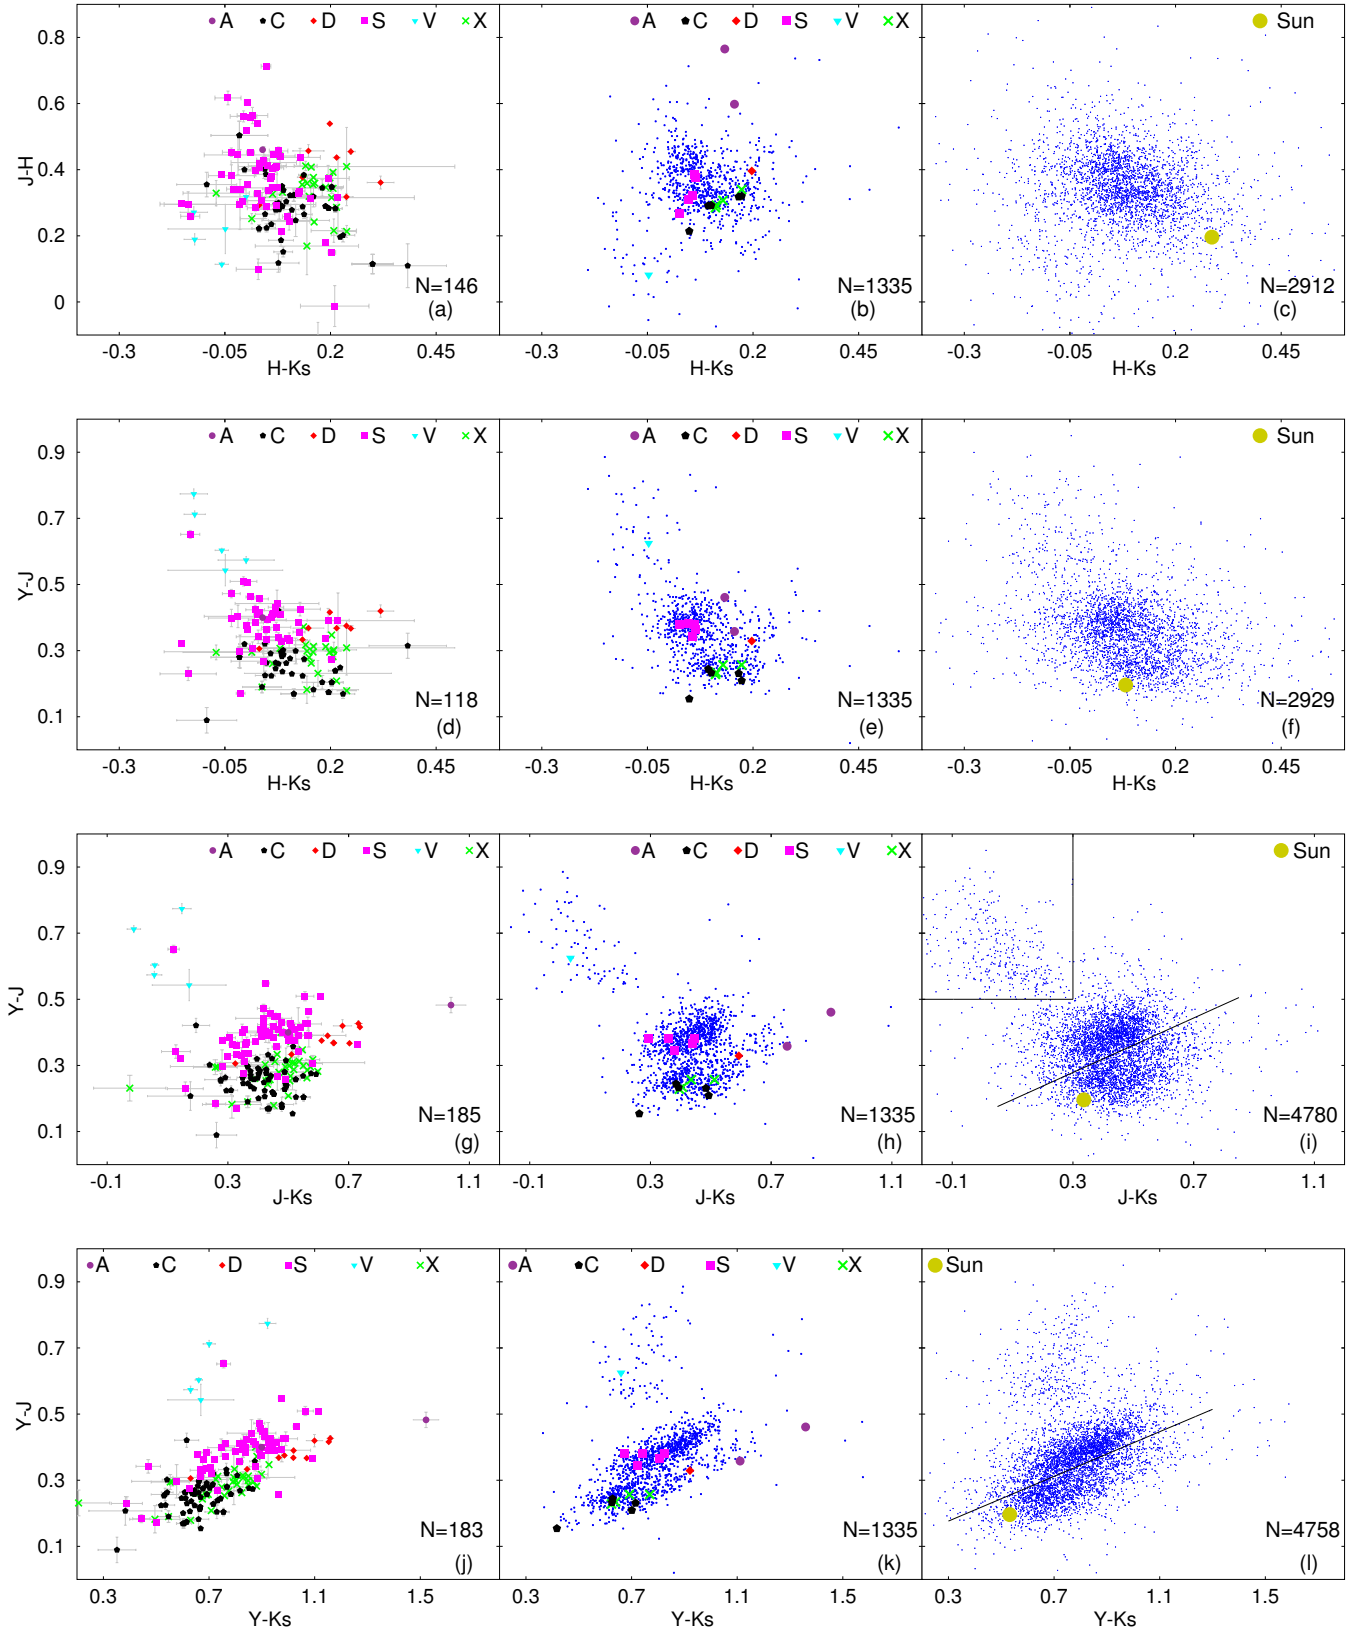 A C D S V X
A C D S V X
Sun
0.8
0.6
0.4
0.2
0
J-H
N=146
(a)
N=1335
(b)
N=2912
(c)
-0.3 -0.05 0.2 0.45
-0.3 -0.05 0.2 0.45
-0.3 -0.05 0.2 0.45
H-Ks
H-Ks
H-Ks
A C D S V X
A C D S V X
Sun
0.9
0.7
0.5
0.3
0.1
Y-J
N=118
(d)
N=1335
(e)
N=2929
(f)
-0.3 -0.05 0.2 0.45
-0.3 -0.05 0.2 0.45
-0.3 -0.05 0.2 0.45
H-Ks
H-Ks
H-Ks
A C D S V X
A C D S V X
Sun
0.9
0.7
0.5
0.3
0.1
Y-J
N=185
(g)
N=1335
(h)
N=4780
(i)
-0.1 0.3 0.7 1.1
-0.1 0.3 0.7 1.1
-0.1 0.3 0.7 1.1
J-Ks
J-Ks
J-Ks
A C D S V X
A C D S V X
Sun
0.9
0.7
0.5
0.3
0.1
Y-J
N=183
(j)
N=1335
(k)
N=4758
(l)
0.3 0.7 1.1 1.5
0.3 0.7 1.1 1.5
0.3 0.7 1.1 1.5
Y-Ks
Y-Ks
Y-Ks